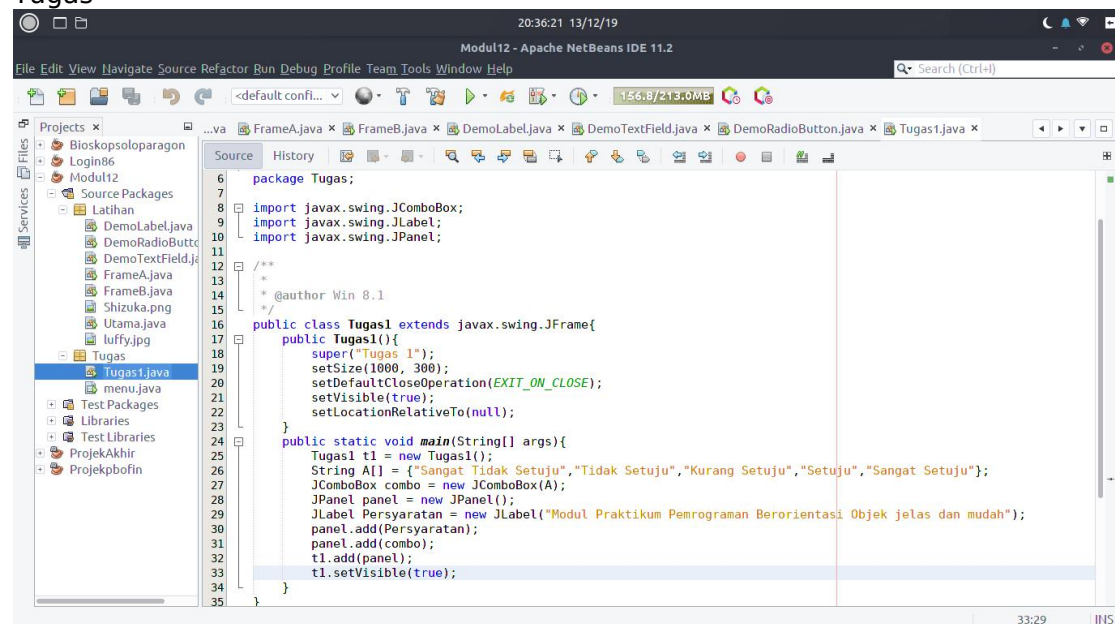 Tugas
20:36:21 13/12/19
Modul12 - Apache NetBeans IDE 11.2
File Edit View Navigate Source Refactor Run Debug Profile Team Tools Window Help
Search (Ctrl+I)
<default confi...
156.8/213.0MB
Projects
...va FrameA.java FrameB.java DemoLabel.java DemoTextField.java DemoRadioButton.java Tugas1.java
Files
Services
Bioskopsoloparagon
Login86
Modul12
Source Packages
Latihan
DemoLabel.java
DemoRadioButto
DemoTextField.ja
FrameA.java
FrameB.java
Shizuka.png
Utama.java
luffy.jpg
Tugas
Tugas1.java
menu.java
Test Packages
Libraries
Test Libraries
ProjekAkhir
Projekpbofin
Source History
6 package Tugas;
7
8 import javax.swing.JComboBox;
9 import javax.swing.JLabel;
10 import javax.swing.JPanel;
11
12 /**
13 *
14 * @author Win 8.1
15 */
16 public class Tugas1 extends javax.swing.JFrame{
17 public Tugas1(){
18 super("Tugas 1");
19 setSize(1000, 300);
20 setDefaultCloseOperation(EXIT_ON_CLOSE);
21 setVisible(true);
22 setLocationRelativeTo(null);
23 }
24 public static void main(String[] args){
25 Tugas1 t1 = new Tugas1();
26 String A[] = {"Sangat Tidak Setuju","Tidak Setuju","Kurang Setuju","Setuju","Sangat Setuju"};
27 JComboBox combo = new JComboBox(A);
28 JPanel panel = new JPanel();
29 JLabel Persyaratan = new JLabel("Modul Praktikum Pemrograman Berorientasi Objek jelas dan mudah");
30 panel.add(Persyaratan);
31 panel.add(combo);
32 t1.add(panel);
33 t1.setVisible(true);
34 }
35 }
33:29 INS